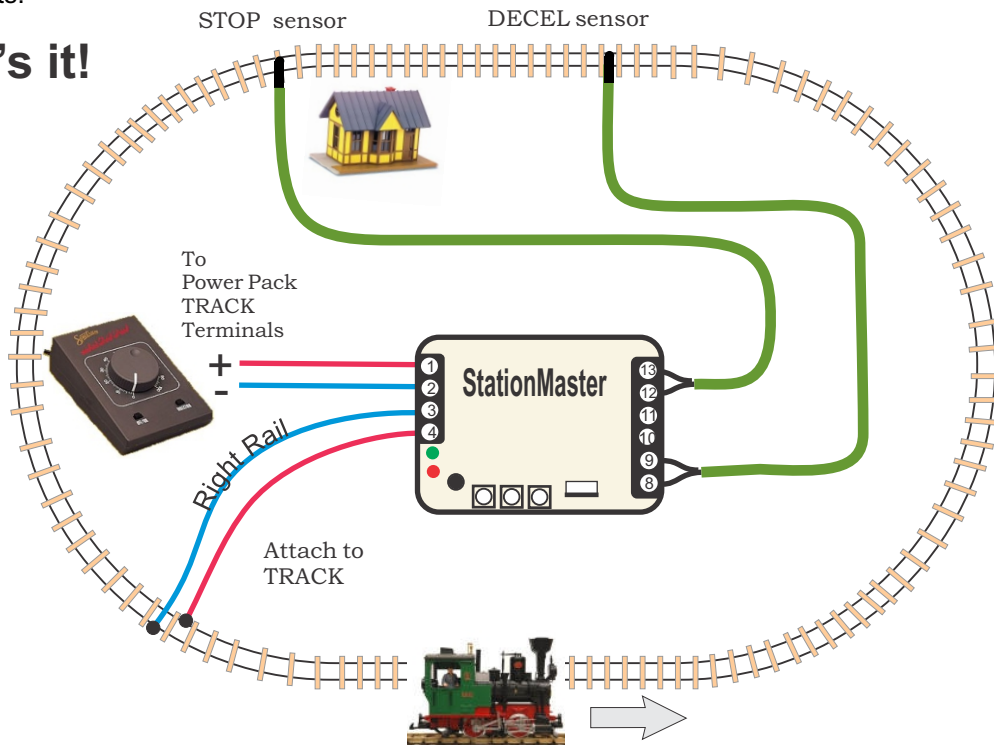 ts.
STOP sensor
DECEL sensor
's it!
To
Power Pack
TRACK
Terminals
+
-
1
2
3
4
StationMaster
13
12
11
10
9
8
Right Rail
Attach to
TRACK